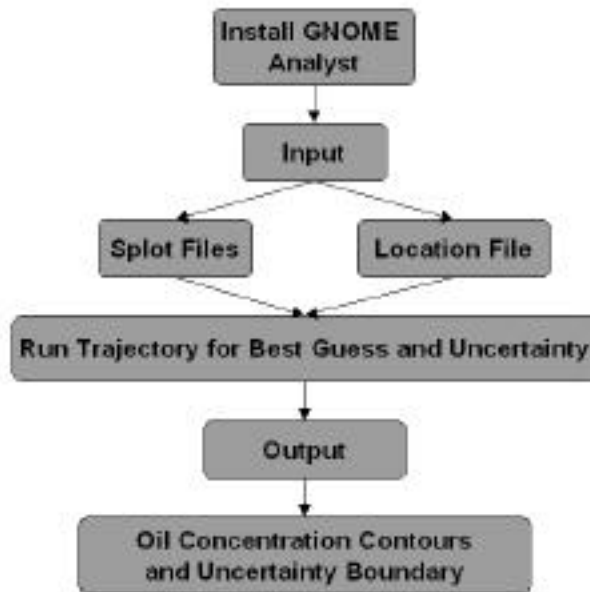 Install GNOME
Analyst
Input
Splot Files
Location File
Run Trajectory for Best Guess and Uncertainty
Output
Oil Concentration Contours
and Uncertainty Boundary